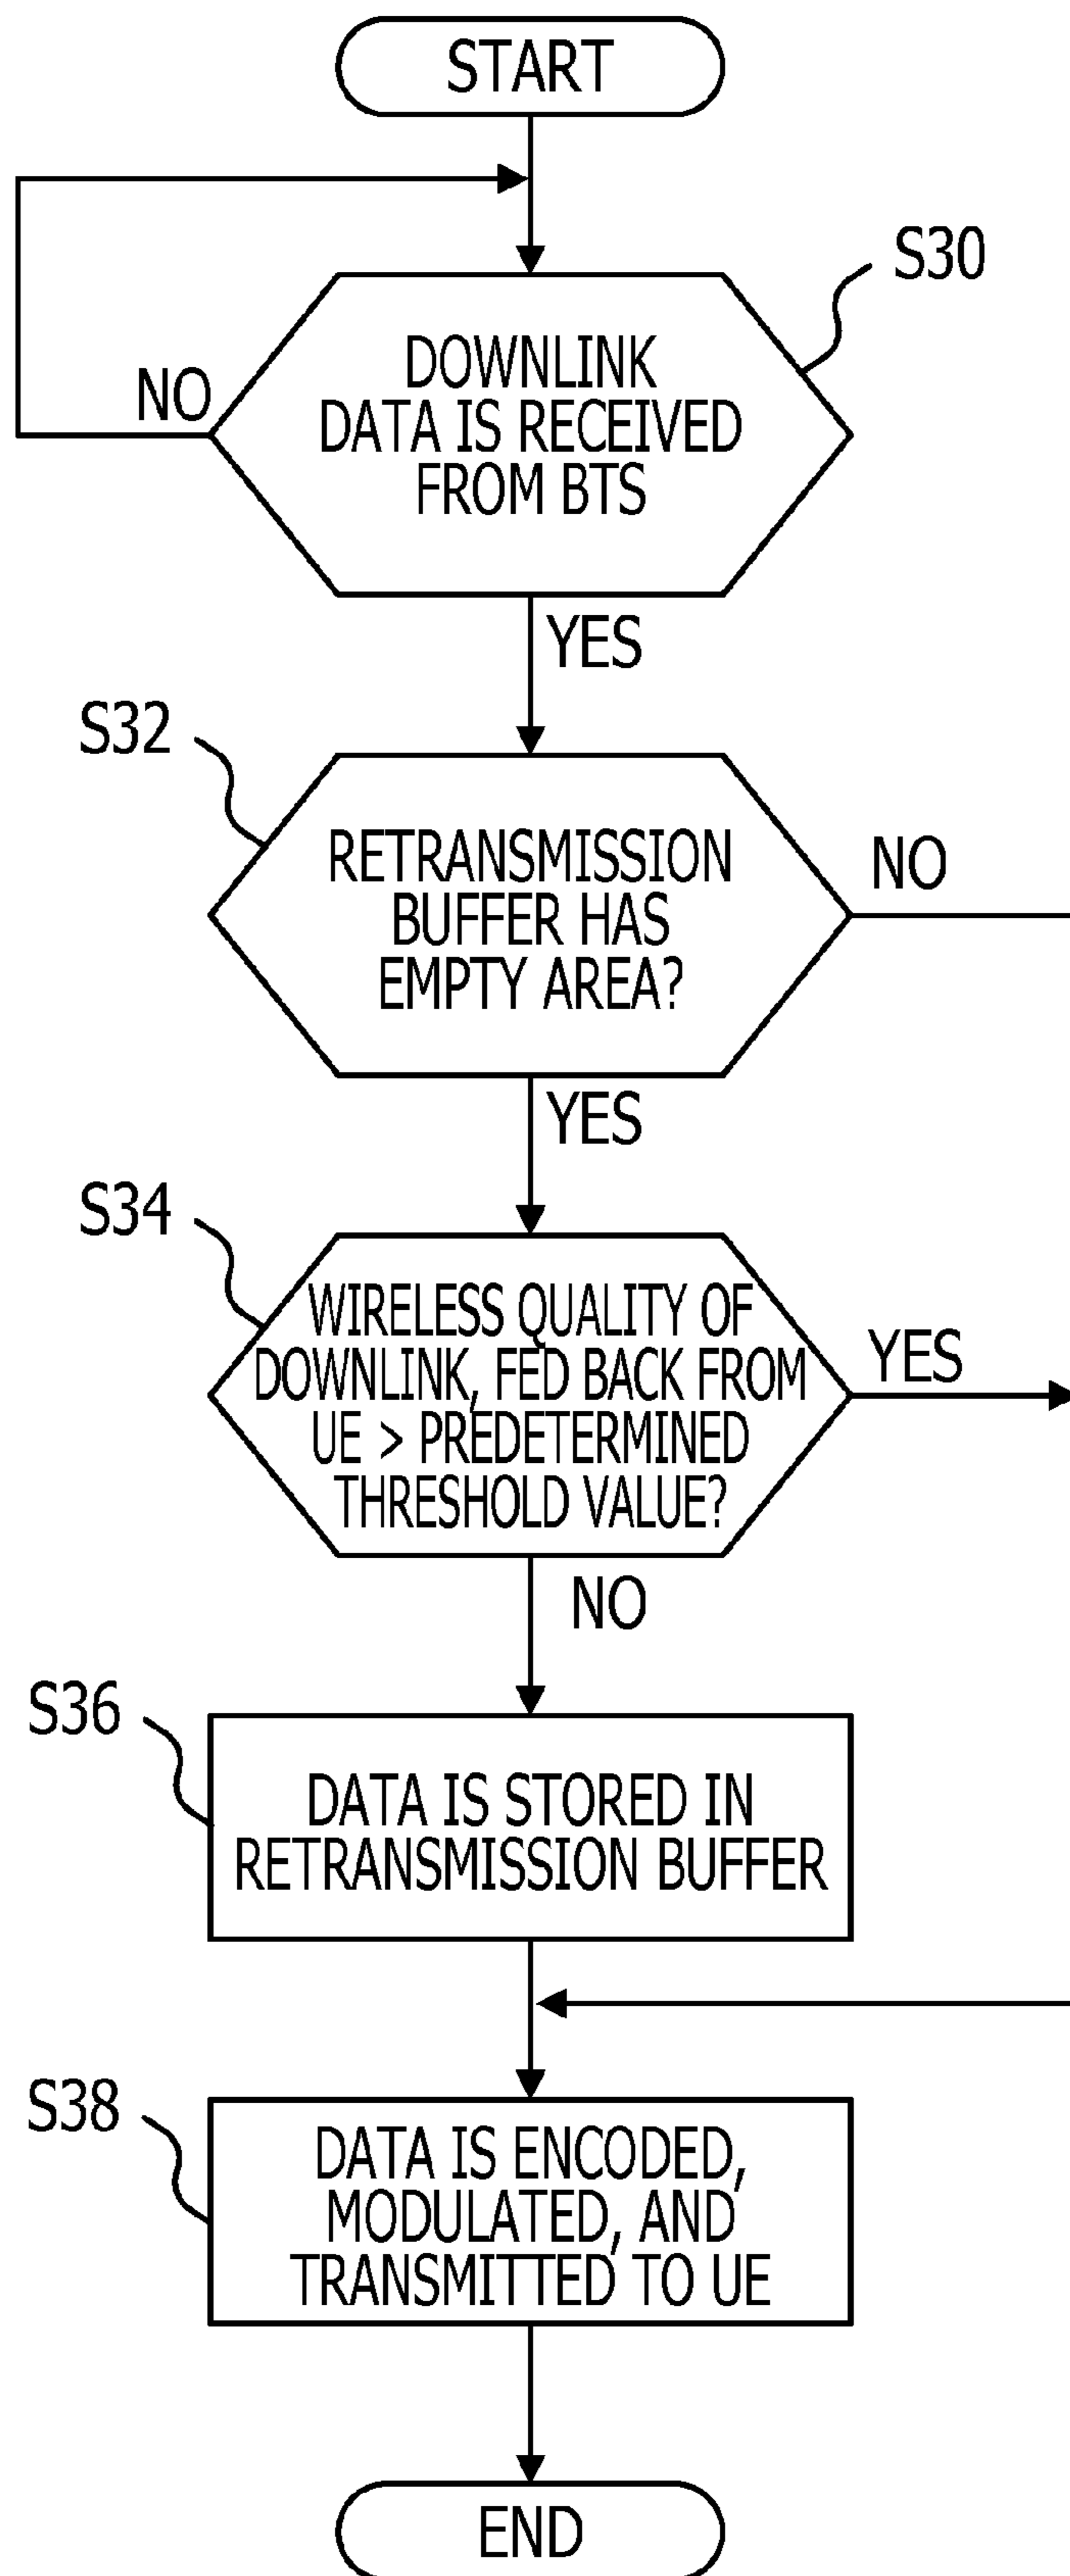 START
S30
DOWNLINK
DATA IS RECEIVED
FROM BTS
NO
YES
S32
RETRANSMISSION
BUFFER HAS
EMPTY AREA?
NO
YES
S34
WIRELESS QUALITY OF
DOWNLINK, FED BACK FROM
UE > PREDETERMINED
THRESHOLD VALUE?
YES
NO
S36
DATA IS STORED IN
RETRANSMISSION BUFFER
S38
DATA IS ENCODED,
MODULATED, AND
TRANSMITTED TO UE
END